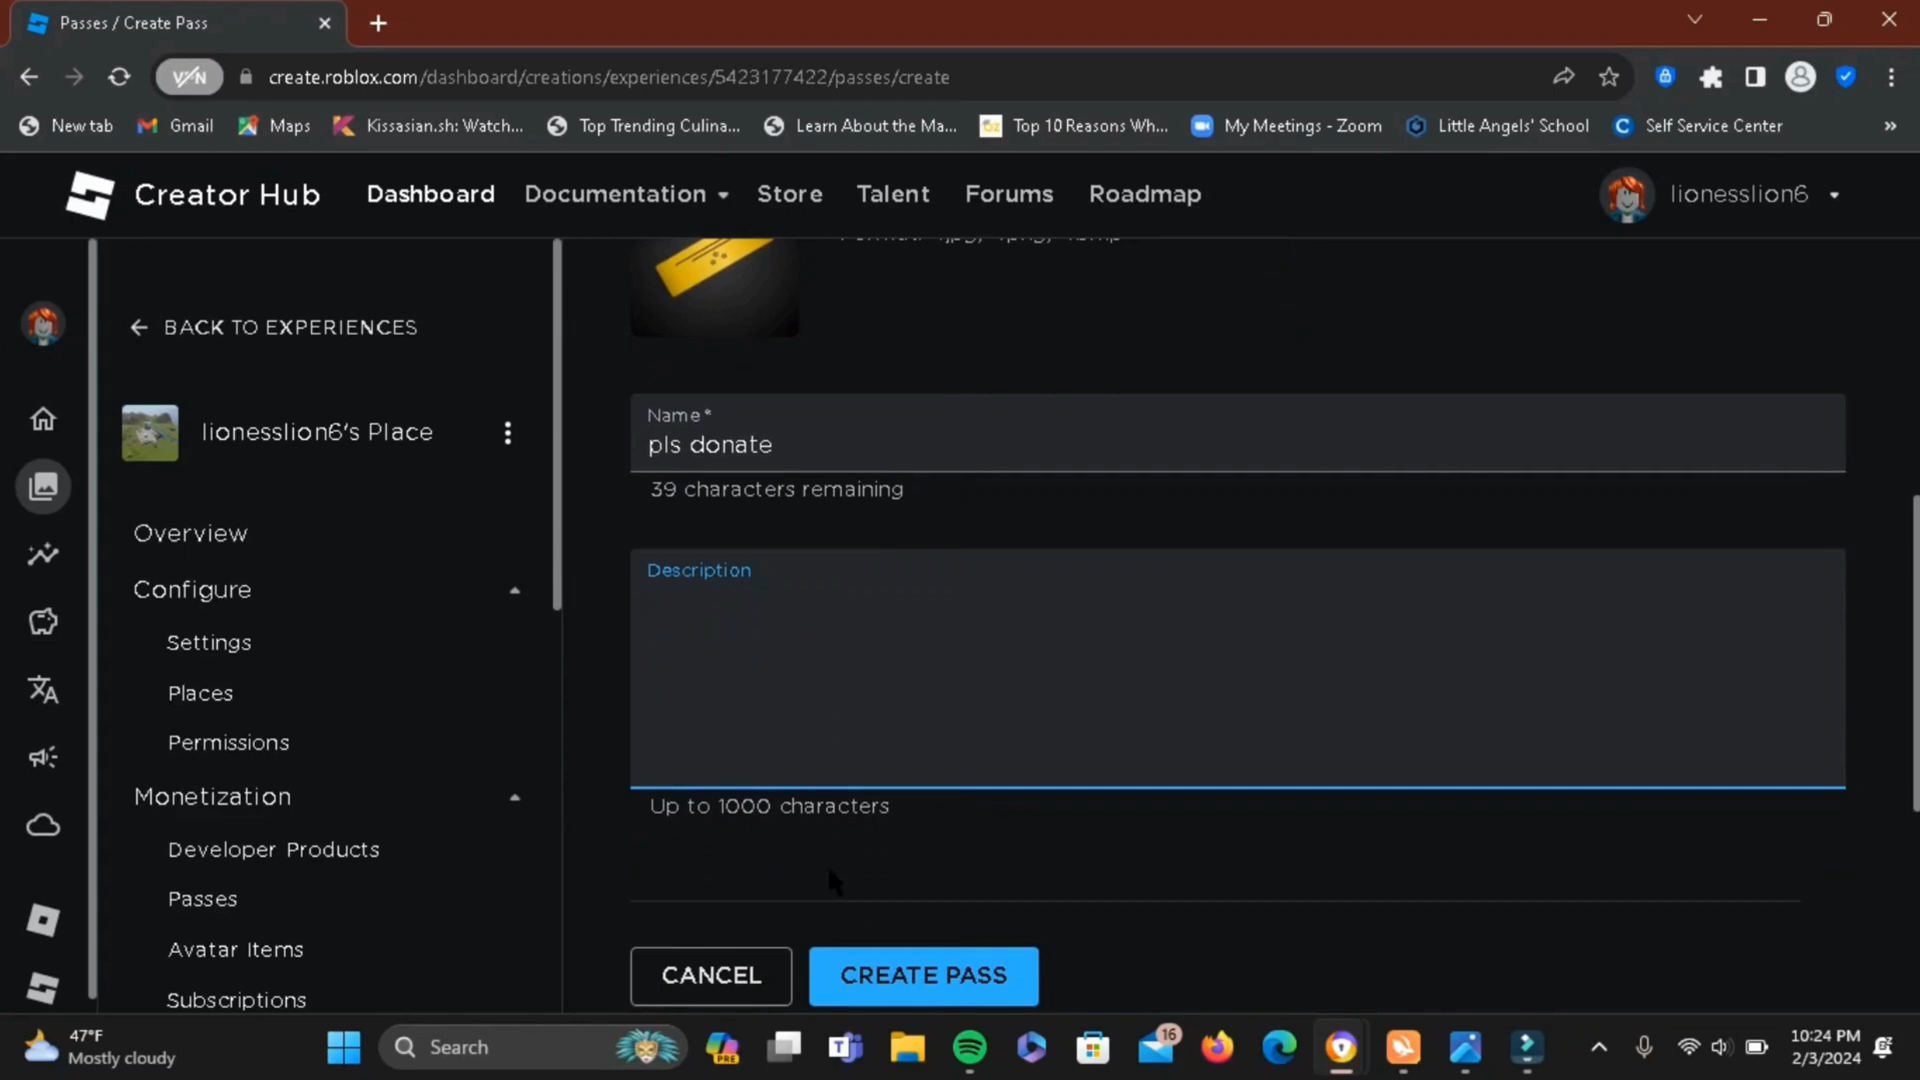 Passes / Create Pass
VPN create.roblox.com/dashboard/creations/experiences/5423177422/passes/create
New tab Gmail Maps Kissasian.sh: Watch... Top Trending Culina... Learn About the Ma... Top 10 Reasons Wh... My Meetings - Zoom Little Angels' School Self Service Center »
Creator Hub Dashboard Documentation Store Talent Forums Roadmap lionesslion6
BACK TO EXPERIENCES
lionesslion6's Place
Overview
Configure
Settings
Places
Permissions
Monetization
Developer Products
Passes
Avatar Items
Subscriptions
Name*
pls donate
39 characters remaining
Description
Up to 1000 characters
CANCEL CREATE PASS
47°F
Mostly cloudy
Search
PRE
16
10:24 PM
2/3/2024